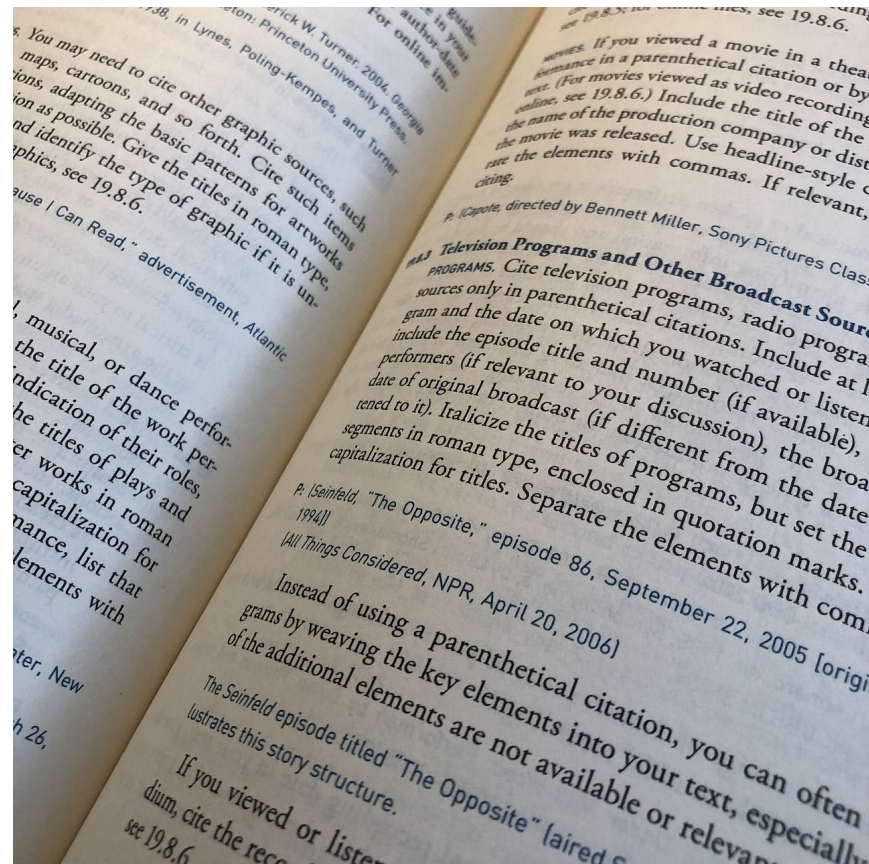 erick W. Turner. 2004. Georgia
eton: Princeton University Press.
1938, in Lynes, Poling-Kempes, and Turner
guide-
ce in your
author-date
For online im-
s. You may need to cite other graphic sources, such
maps, cartoons, and so forth. Cite such items
ions, adapting the basic patterns for artworks
ion as possible. Give the titles in roman type,
nd identify the type of graphic if it is un-
aphics, see 19.8.6.
ause I Can Read," advertisement, Atlantic
l, musical, or dance perfor-
the title of the work per-
indication of their roles,
he titles of plays and
er works in roman
capitalization for
mance, list that
lements with
ter, New
h 26,
see 19.8.6.
MOVIES. If you viewed a movie in a thea
formance in a parenthetical citation or by
text. (For movies viewed as video recording
online, see 19.8.6.) Include the title of the
the name of the production company or dist
the movie was released. Use headline-style c
rate the elements with commas. If relevant,
citing.
P: (Capote, directed by Bennett Miller, Sony Pictures Class
19.8.3 Television Programs and Other Broadcast Sourc
PROGRAMS. Cite television programs, radio progra
sources only in parenthetical citations. Include at l
gram and the date on which you watched or listen
include the episode title and number (if available),
performers (if relevant to your discussion), the broa
date of original broadcast (if different from the date
tened to it). Italicize the titles of programs, but set the
segments in roman type, enclosed in quotation marks.
capitalization for titles. Separate the elements with com
P: (Seinfeld, "The Opposite," episode 86, September 22, 2005 [origi
1994])
(All Things Considered, NPR, April 20, 2006)
Instead of using a parenthetical citation, you can often
grams by weaving the key elements into your text, especially
of the additional elements are not available or relevan
The Seinfeld episode titled "The Opposite" (aired S
lustrates this story structure.
If you viewed or listen
dium, cite the reco
see 19.8.6.